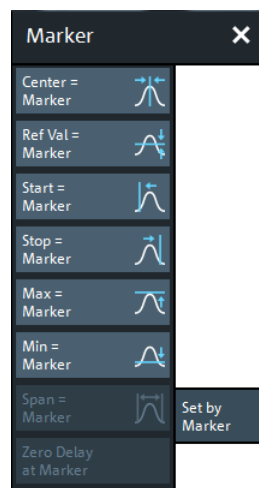 Marker
Center =
Marker
Ref Val =
Marker
Start =
Marker
Stop =
Marker
Max =
Marker
Min =
Marker
Span =
Marker
Set by
Marker
Zero Delay
at Marker